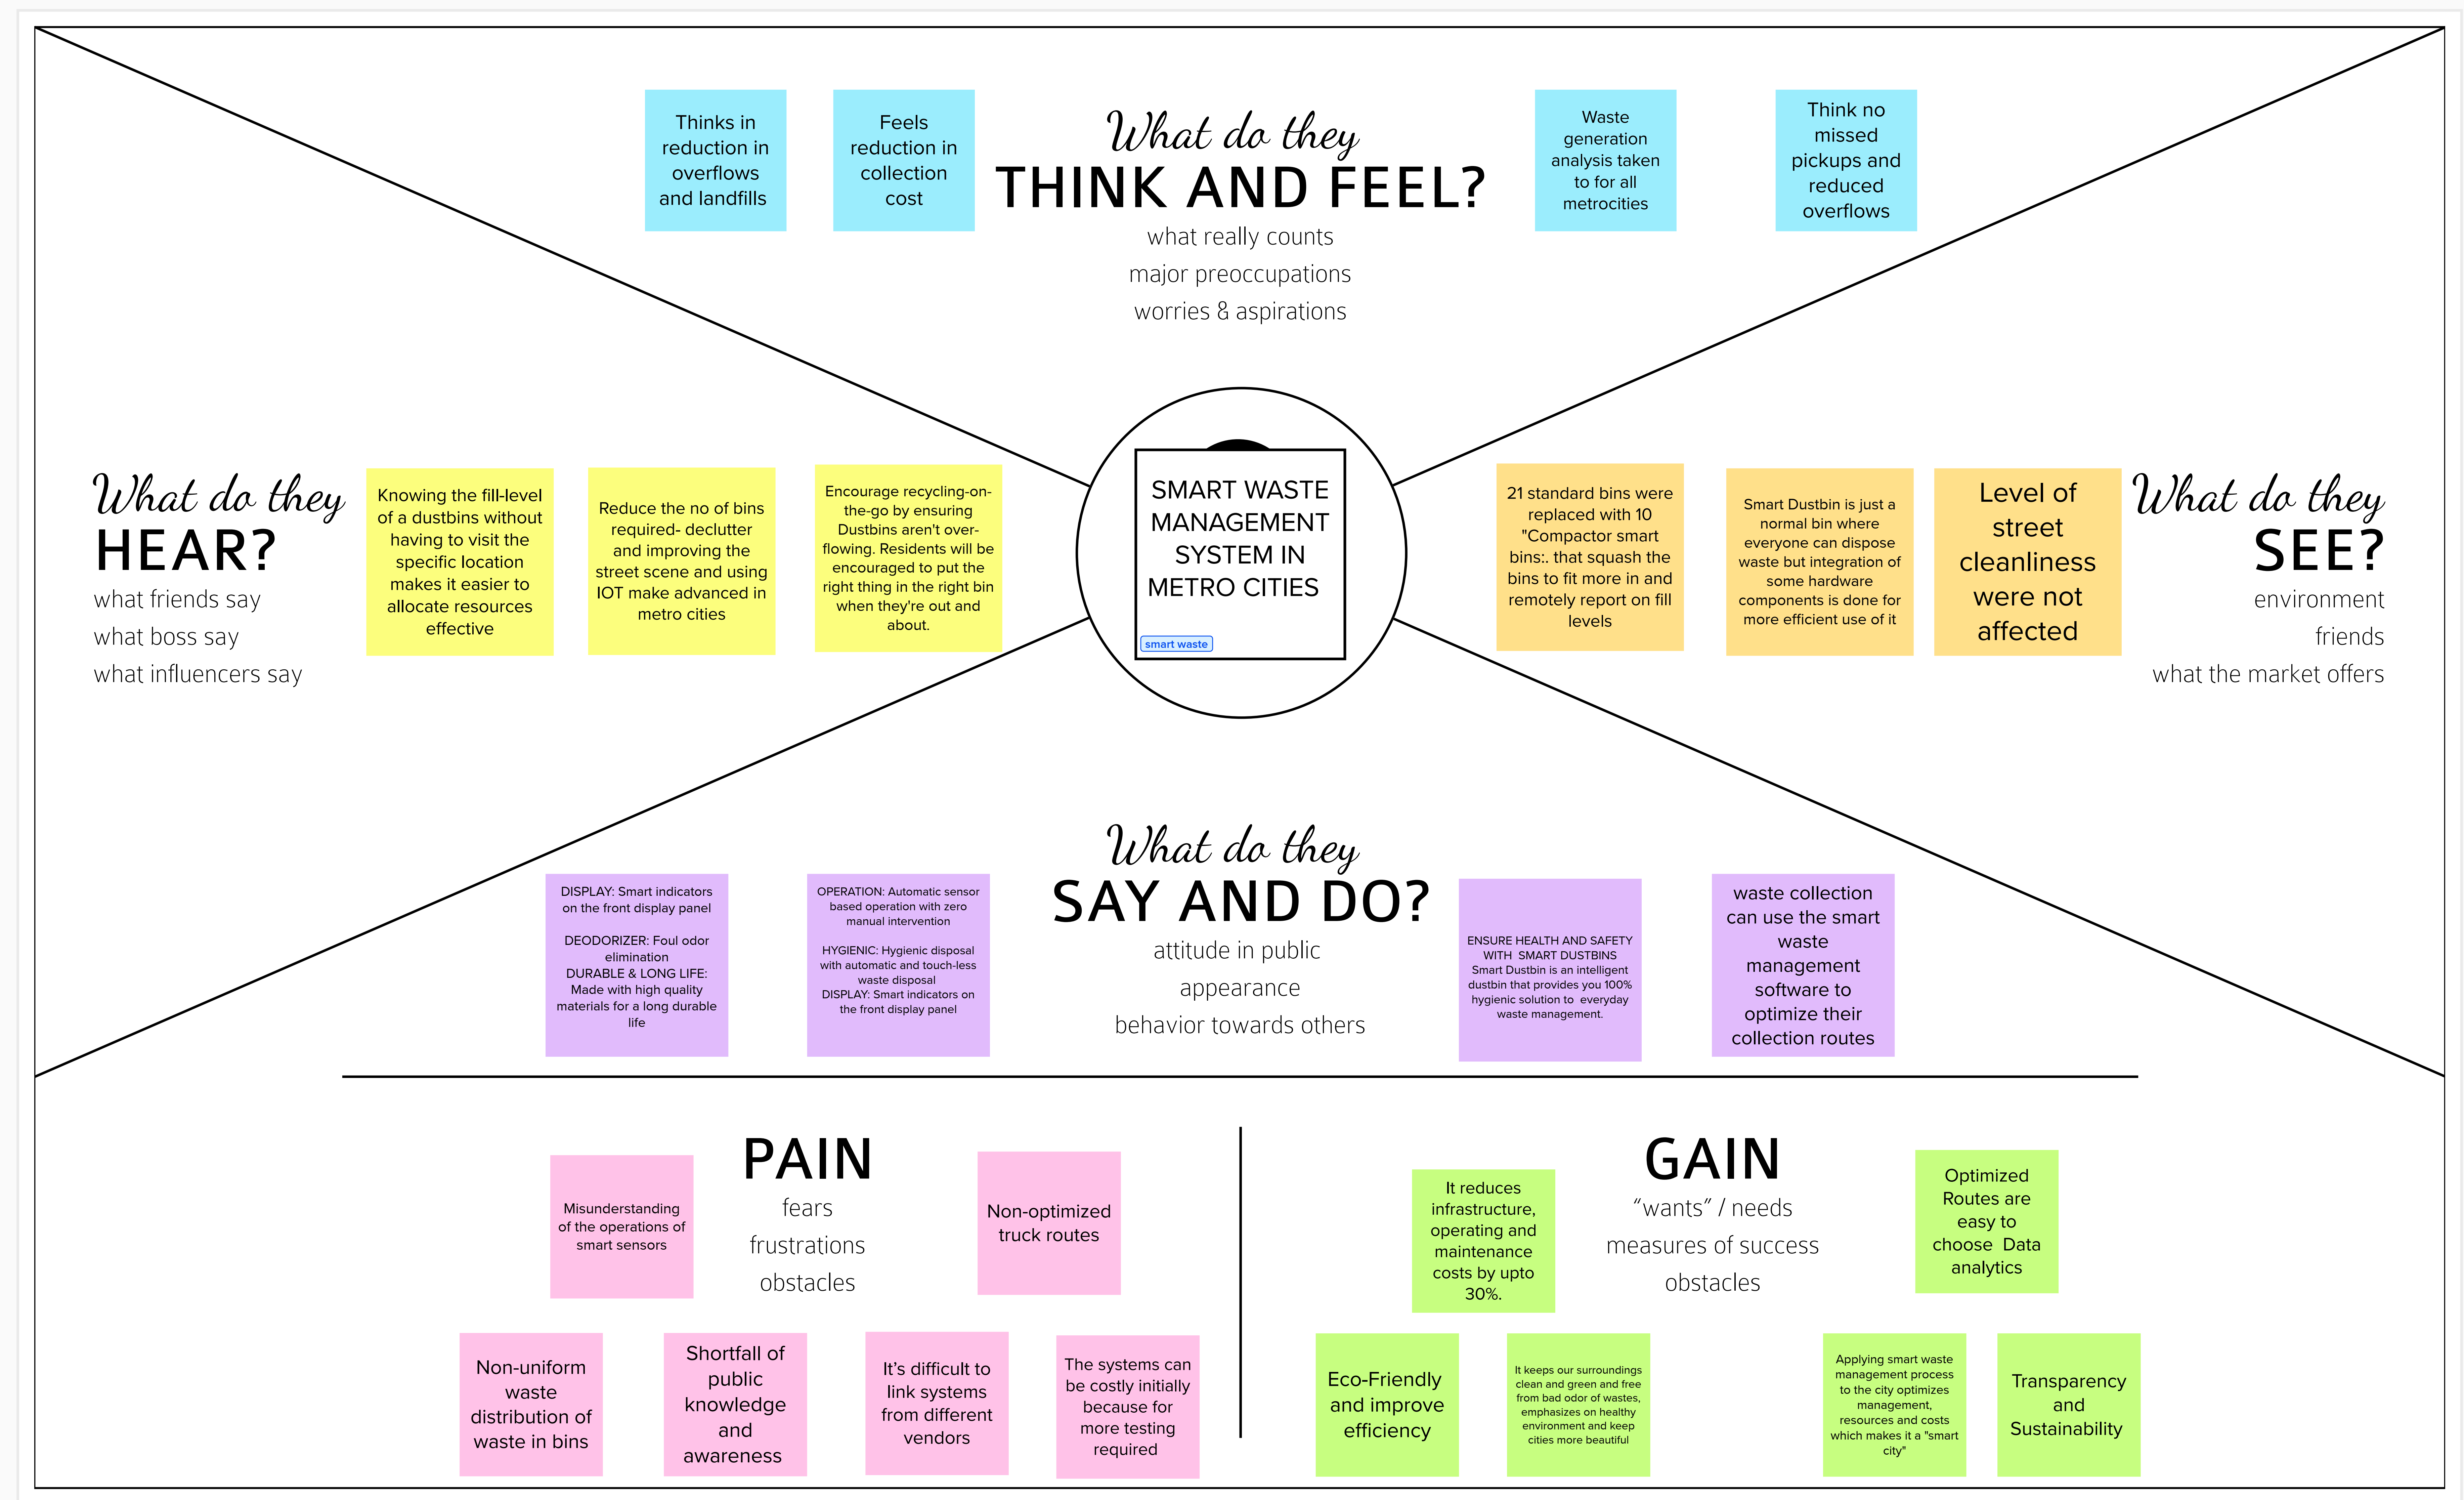 Thinks in
reduction in
overflows
and landfills
Feels
reduction in
collection
cost
What do they
THINK AND FEEL?
what really counts
major preoccupations
worries & aspirations
Waste
generation
analysis taken
to for all
metrocities
Think no
missed
pickups and
reduced
overflows
What do they
HEAR?
what friends say
what boss say
what influencers say
Knowing the fill-level
of a dustbins without
having to visit the
specific location
makes it easier to
allocate resources
effective
Reduce the no of bins
required- declutter
and improving the
street scene and using
IOT make advanced in
metro cities
Encourage recycling-on-
the-go by ensuring
Dustbins aren't over-
flowing. Residents will be
encouraged to put the
right thing in the right bin
when they're out and
about.
SMART WASTE
MANAGEMENT
SYSTEM IN
METRO CITIES
smart waste
21 standard bins were
replaced with 10
"Compactor smart
bins:. that squash the
bins to fit more in and
remotely report on fill
levels
Smart Dustbin is just a
normal bin where
everyone can dispose
waste but integration of
some hardware
components is done for
more efficient use of it
Level of
street
cleanliness
were not
affected
What do they
SEE?
environment
friends
what the market offers
DISPLAY: Smart indicators
on the front display panel
DEODORIZER: Foul odor
elimination
DURABLE & LONG LIFE:
Made with high quality
materials for a long durable
life
OPERATION: Automatic sensor
based operation with zero
manual intervention
HYGIENIC: Hygienic disposal
with automatic and touch-less
waste disposal
DISPLAY: Smart indicators on
the front display panel
What do they
SAY AND DO?
attitude in public
appearance
behavior towards others
ENSURE HEALTH AND SAFETY
WITH SMART DUSTBINS
Smart Dustbin is an intelligent
dustbin that provides you 100%
hygienic solution to everyday
waste management.
waste collection
can use the smart
waste
management
software to
optimize their
collection routes
PAIN
fears
frustrations
obstacles
Misunderstanding
of the operations of
smart sensors
Non-optimized
truck routes
Non-uniform
waste
distribution of
waste in bins
Shortfall of
public
knowledge
and
awareness
It's difficult to
link systems
from different
vendors
The systems can
be costly initially
because for
more testing
required
GAIN
“wants” / needs
measures of success
obstacles
It reduces
infrastructure,
operating and
maintenance
costs by upto
30%.
Optimized
Routes are
easy to
choose Data
analytics
Eco-Friendly
and improve
efficiency
It keeps our surroundings
clean and green and free
from bad odor of wastes,
emphasizes on healthy
environment and keep
cities more beautiful
Applying smart waste
management process
to the city optimizes
management,
resources and costs
which makes it a "smart
city"
Transparency
and
Sustainability